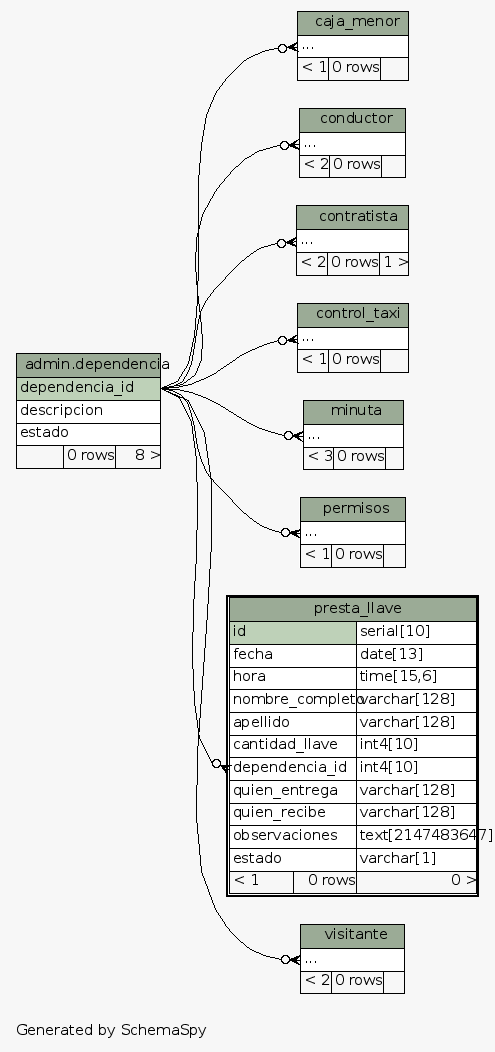 caja_menor
...
< 1 0 rows
conductor
...
< 2 0 rows
contratista
...
< 2 0 rows 1 >
control_taxi
...
< 1 0 rows
admin.dependencia
dependencia_id
descripcion
estado
0 rows 8 >
minuta
...
< 3 0 rows
permisos
...
< 1 0 rows
presta_llave
id serial[10]
fecha date[13]
hora time[15,6]
nombre_completo varchar[128]
apellido varchar[128]
cantidad_llave int4[10]
dependencia_id int4[10]
quien_entrega varchar[128]
quien_recibe varchar[128]
observaciones text[2147483647]
estado varchar[1]
< 1 0 rows 0 >
visitante
...
< 2 0 rows
Generated by SchemaSpy